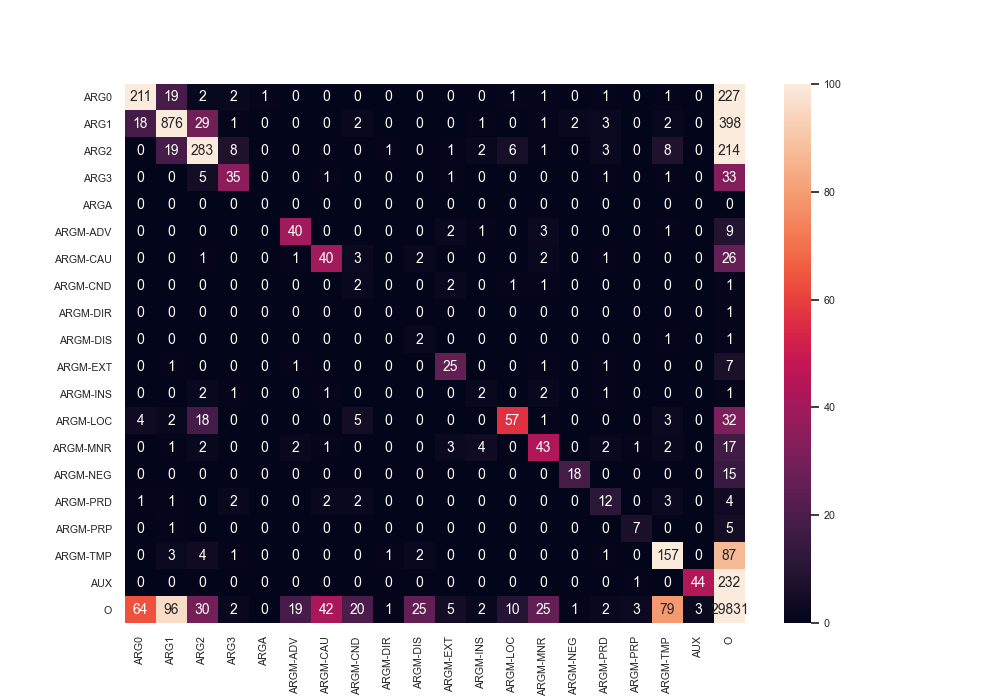 ARG0 211 19 2 2 1 0 0 0 0 0 0 0 1 1 0 1 0 1 0 227
ARG1 18 876 29 1 0 0 0 2 0 0 0 1 0 1 2 3 0 2 0 398
ARG2 0 19 283 8 0 0 0 0 1 0 1 2 6 1 0 3 0 8 0 214
ARG3 0 0 5 35 0 0 1 0 0 0 1 0 0 0 0 1 0 1 0 33
ARGA 0 0 0 0 0 0 0 0 0 0 0 0 0 0 0 0 0 0 0 0
ARGM-ADV 0 0 0 0 0 40 0 0 0 0 2 1 0 3 0 0 0 1 0 9
ARGM-CAU 0 0 1 0 0 1 40 3 0 2 0 0 0 2 0 1 0 0 0 26
ARGM-CND 0 0 0 0 0 0 0 2 0 0 2 0 1 1 0 0 0 0 0 1
ARGM-DIR 0 0 0 0 0 0 0 0 0 0 0 0 0 0 0 0 0 0 0 1
ARGM-DIS 0 0 0 0 0 0 0 0 0 2 0 0 0 0 0 0 0 1 0 1
ARGM-EXT 0 1 0 0 0 1 0 0 0 0 25 0 0 1 0 1 0 0 0 7
ARGM-INS 0 0 2 1 0 0 1 0 0 0 0 2 0 2 0 1 0 0 0 1
ARGM-LOC 4 2 18 0 0 0 0 5 0 0 0 0 57 1 0 0 0 3 0 32
ARGM-MNR 0 1 2 0 0 2 1 0 0 0 3 4 0 43 0 2 1 2 0 17
ARGM-NEG 0 0 0 0 0 0 0 0 0 0 0 0 0 0 18 0 0 0 0 15
ARGM-PRD 1 1 0 2 0 0 2 2 0 0 0 0 0 0 0 12 0 3 0 4
ARGM-PRP 0 1 0 0 0 0 0 0 0 0 0 0 0 0 0 0 7 0 0 5
ARGM-TMP 0 3 4 1 0 0 0 0 1 2 0 0 0 0 0 1 0 157 0 87
AUX 0 0 0 0 0 0 0 0 0 0 0 0 0 0 0 0 1 0 44 232
O 64 96 30 2 0 19 42 20 1 25 5 2 10 25 1 2 3 79 3 29831
ARG0 ARG1 ARG2 ARG3 ARGA ARGM-ADV ARGM-CAU ARGM-CND ARGM-DIR ARGM-DIS ARGM-EXT ARGM-INS ARGM-LOC ARGM-MNR ARGM-NEG ARGM-PRD ARGM-PRP ARGM-TMP AUX O
100
80
60
40
20
0